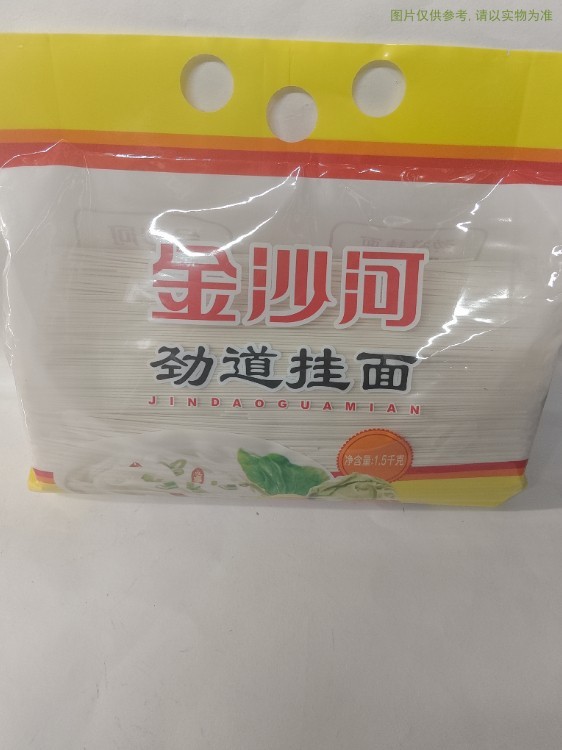 图片仅供参考, 请以实物为准
金沙河
劲道挂面
JINDAOGUAMIAN
净含量:1.5千克